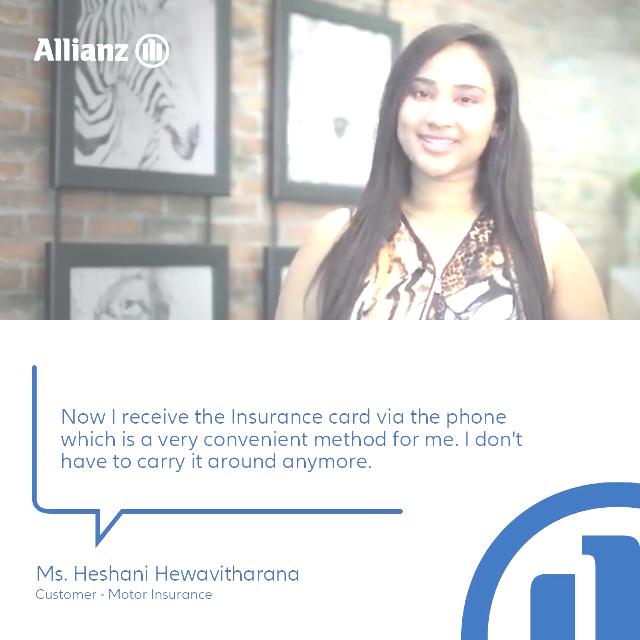 Allianz
Now I receive the Insurance card via the phone
which is a very convenient method for me. I don't
have to carry it around anymore.
Ms. Heshani Hewavitharana
Customer - Motor Insurance